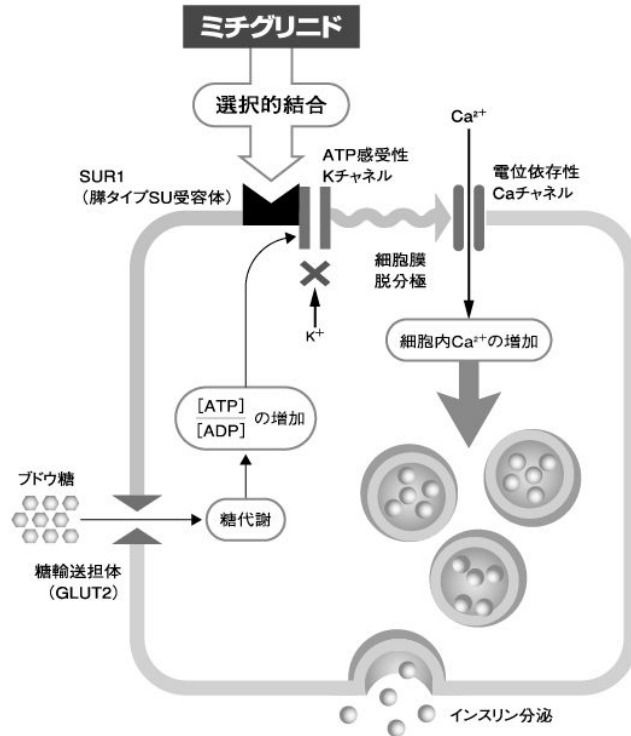 ミチグリニド
選択的結合
Ca²⁺
SUR1
（膵タイプSU受容体）
ATP感受性
Kチャネル
電位依存性
Caチャネル
細胞膜
脱分極
K⁺
細胞内Ca²⁺の増加
[ATP]
[ADP]
の増加
ブドウ糖
糖代謝
糖輸送担体
（GLUT2）
インスリン分泌